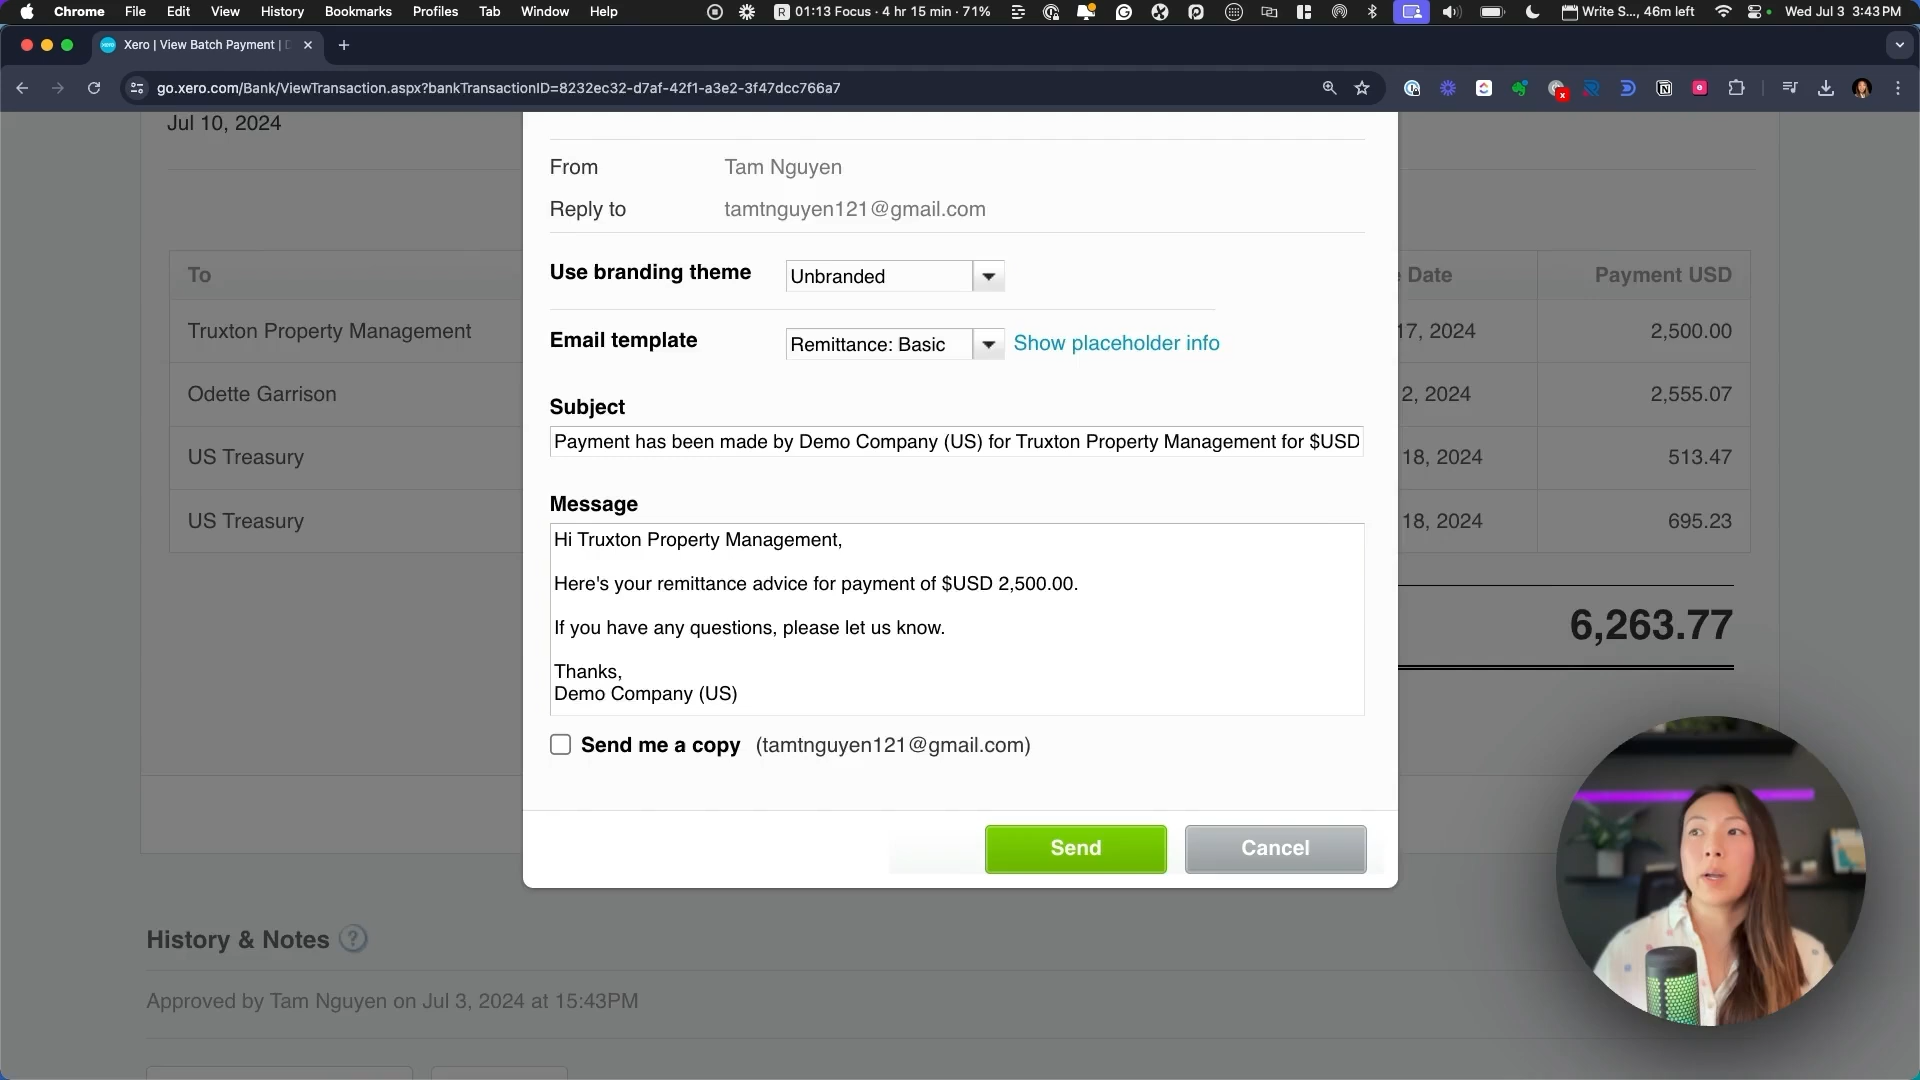 Chrome File Edit View History Bookmarks Profiles Tab Window Help R 01:13 Focus · 4 hr 15 min · 71% Write S..., 46m left Wed Jul 3 3:43 PM
Xero | View Batch Payment |
go.xero.com/Bank/ViewTransaction.aspx?bankTransactionID=8232ec32-d7af-42f1-a3e2-3f47dcc766a7
Jul 10, 2024
From Tam Nguyen
Reply to tamtnguyen121@gmail.com
Use branding theme Unbranded
To Date Payment USD
Truxton Property Management 17, 2024 2,500.00
Email template Remittance: Basic Show placeholder info
Odette Garrison 2, 2024 2,555.07
Subject
Payment has been made by Demo Company (US) for Truxton Property Management for $USD
US Treasury 18, 2024 513.47
Message
US Treasury 18, 2024 695.23
Hi Truxton Property Management,
Here's your remittance advice for payment of $USD 2,500.00.
If you have any questions, please let us know.
Thanks,
Demo Company (US)
6,263.77
Send me a copy (tamtnguyen121@gmail.com)
Send Cancel
History & Notes ?
Approved by Tam Nguyen on Jul 3, 2024 at 15:43PM